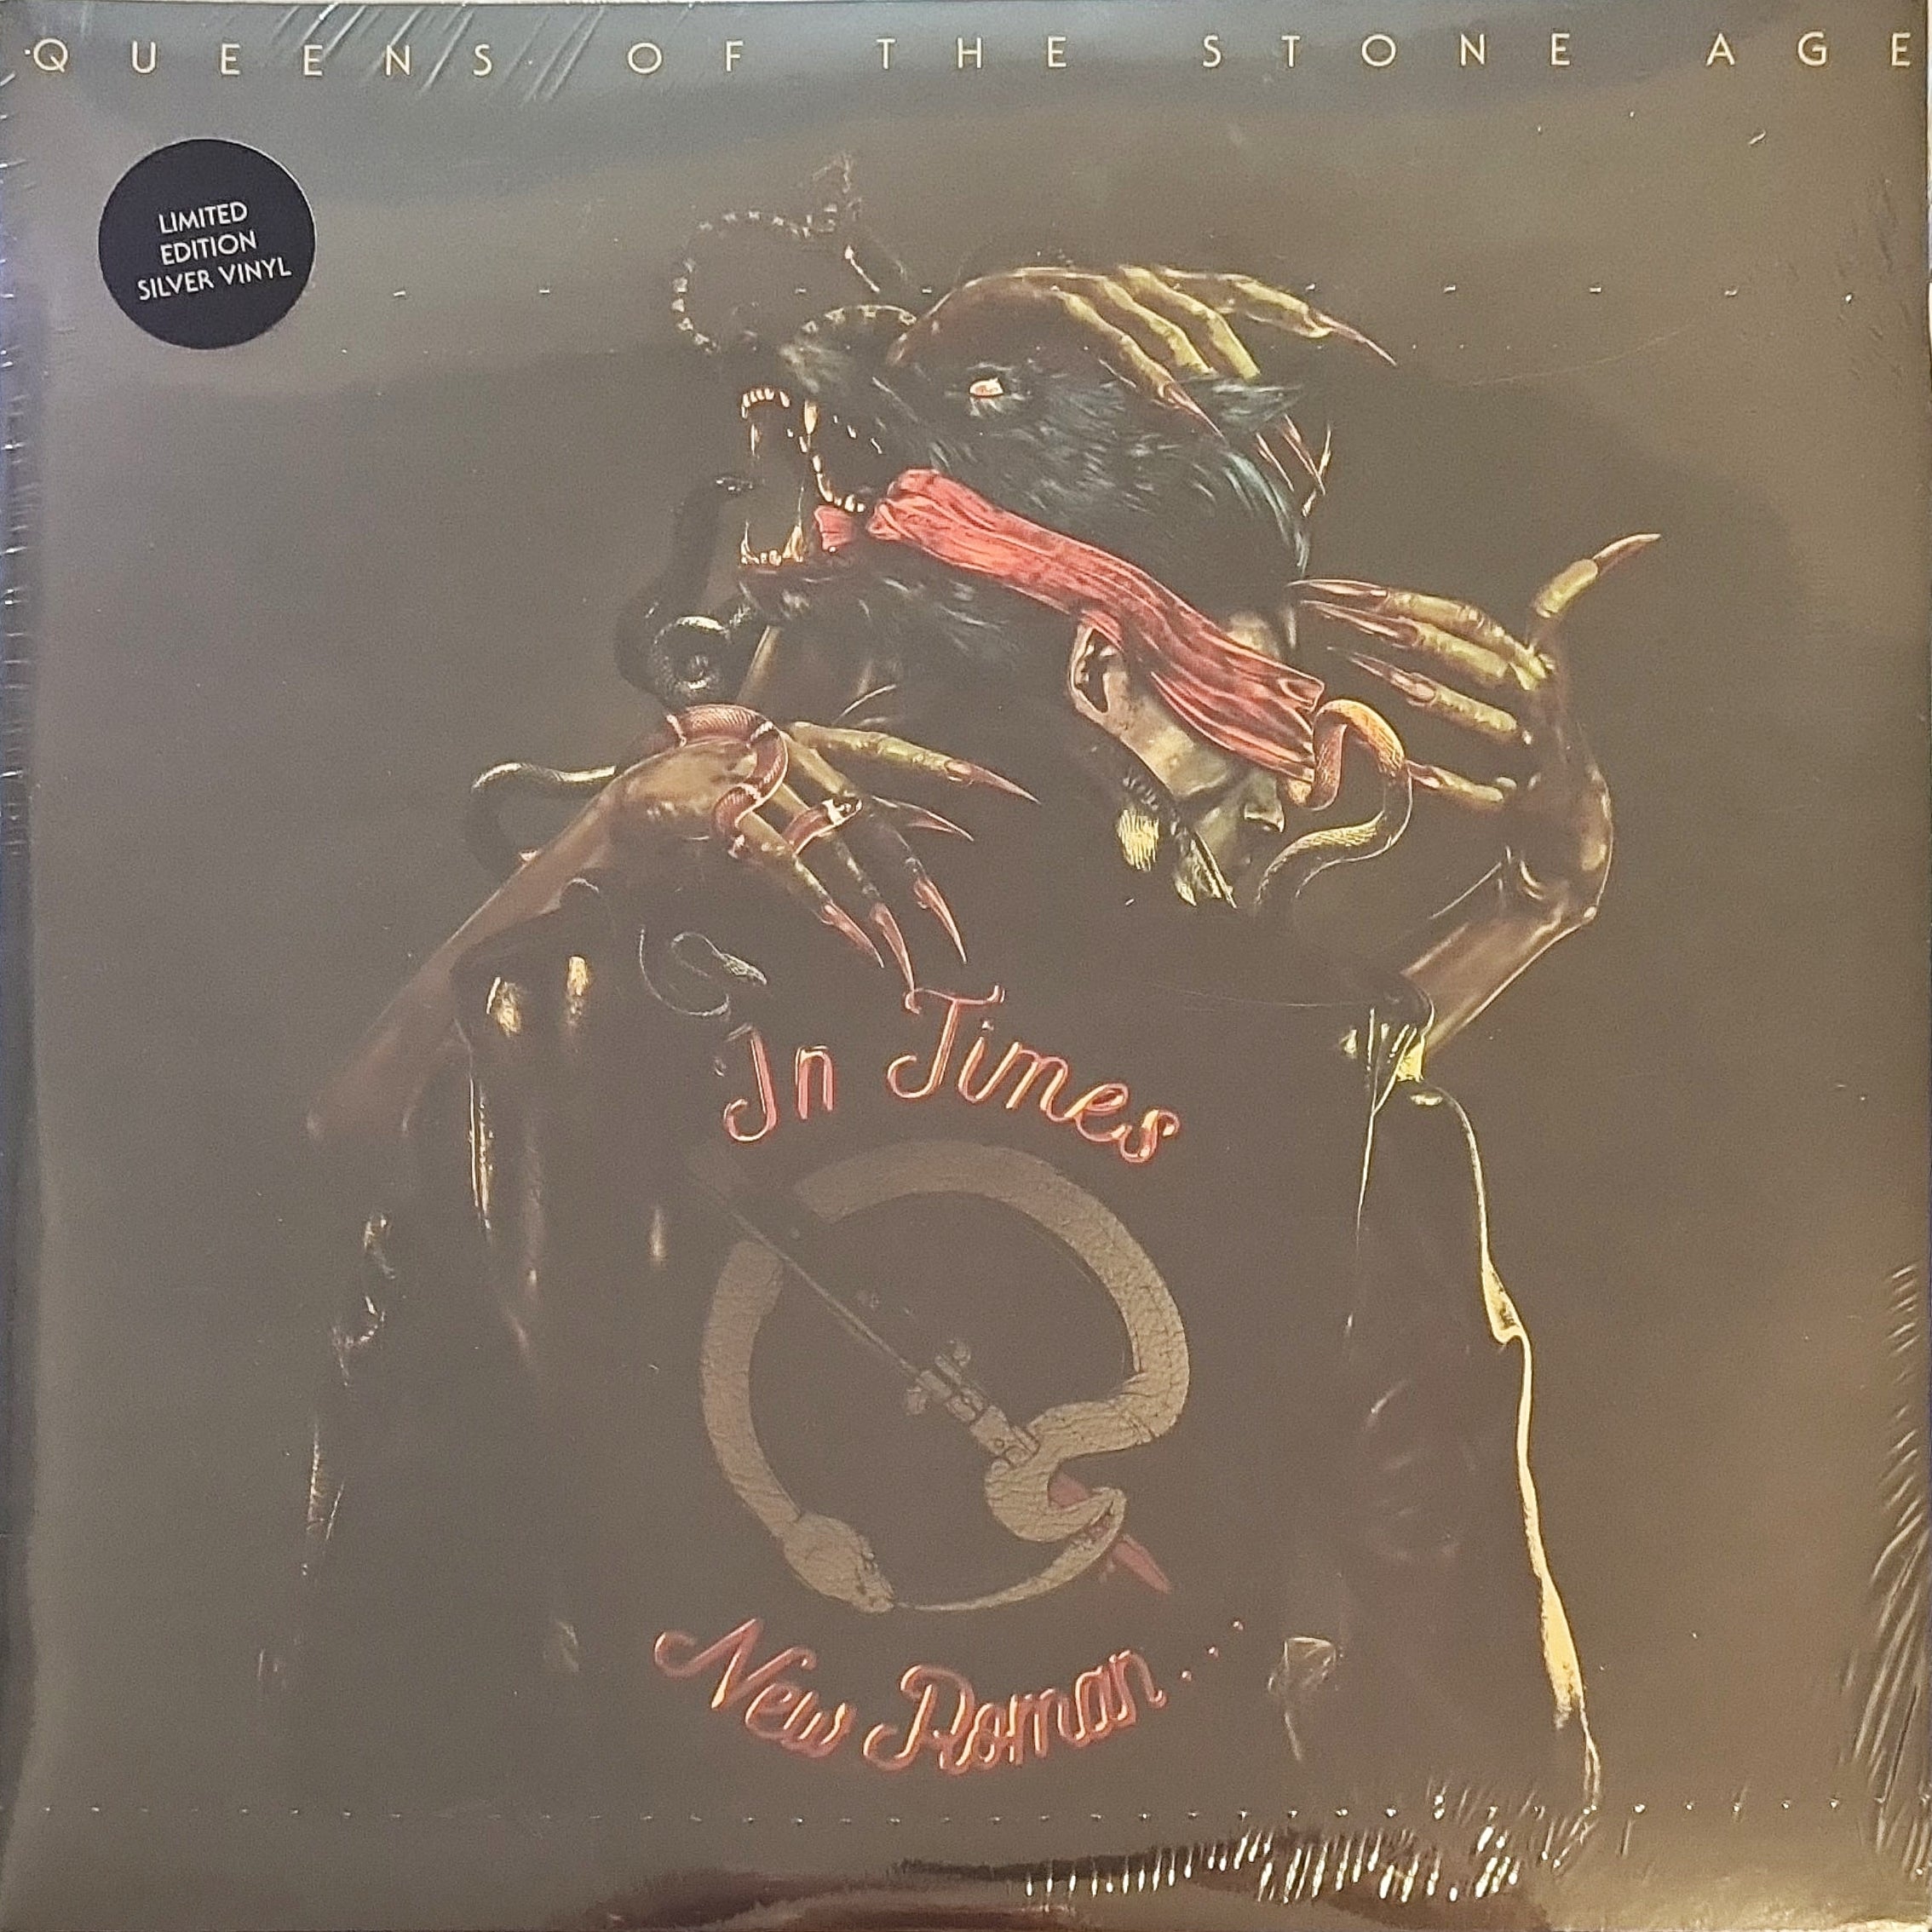 QUEENS OF THE STONE AGE
LIMITED
EDITION
SILVER VINYL
In Times
New Roman...